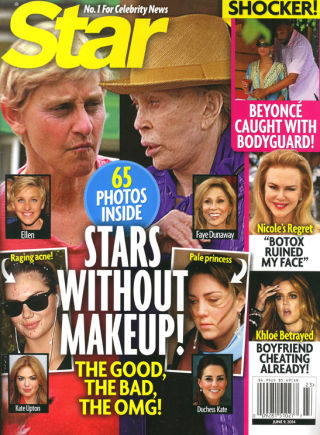 No.1 For Celebrity News
Star
SHOCKER!
BEYONCÉ
CAUGHT WITH
BODYGUARD!
65
PHOTOS
INSIDE
Ellen
Faye Dunaway
Nicole's Regret
"BOTOX
RUINED
MY FACE"
Raging acne!
Pale princess
STARS
WITHOUT
MAKEUP!
THE GOOD,
THE BAD,
THE OMG!
Kate Upton
Duchess Kate
Khloé Betrayed
BOYFRIEND
CHEATING
ALREADY!
23
JUNE 9, 2014